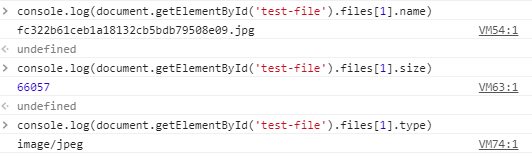 > console.log(document.getElementById('test-file').files[1].name)
fc322b61ceb1a18132cb5bdb79508e09.jpg VM54:1
< undefined
> console.log(document.getElementById('test-file').files[1].size)
66057 VM63:1
< undefined
> console.log(document.getElementById('test-file').files[1].type)
image/jpeg VM74:1